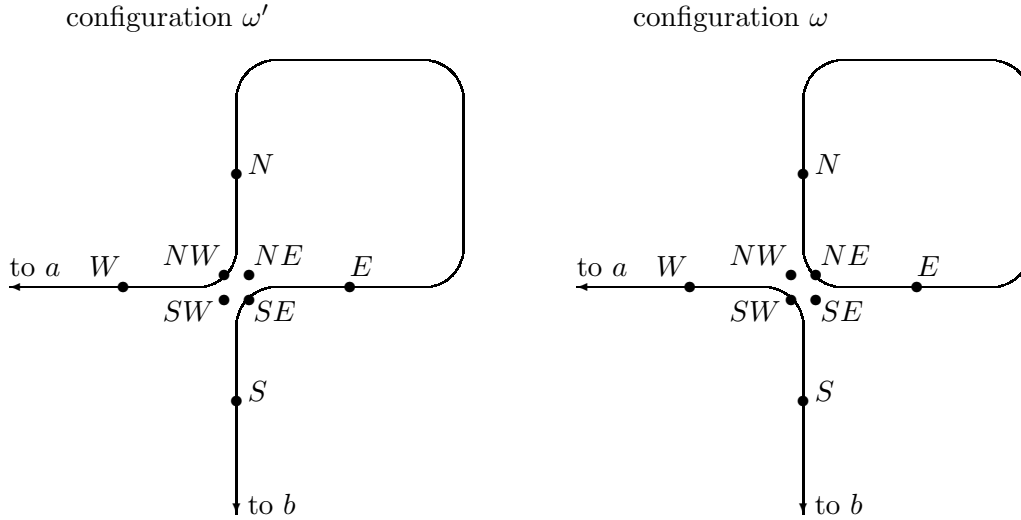 configuration ω′
configuration ω
N
N
NW NE
NW NE
to a W E
to a W E
SW SE
SW SE
S
S
to b
to b